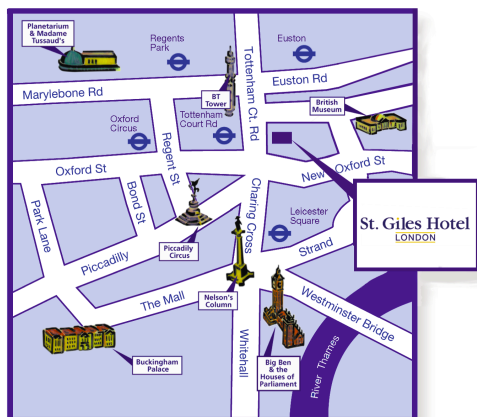 Planetarium
& Madame
Tussaud's
Regents
Park
Euston
Tottenham Ct. Rd
Euston Rd
Marylebone Rd
BT
Tower
British
Museum
Oxford
Circus
Tottenham
Court Rd
Regent St
Oxford St
New Oxford St
Park Lane
Bond St
Charing Cross
St. Giles Hotel
LONDON
Leicester
Square
Piccadilly
Piccadily
Circus
Strand
The Mall
Nelson's
Column
Westminster Bridge
Whitehall
Buckingham
Palace
Big Ben
& the
Houses of
Parliament
River Thames